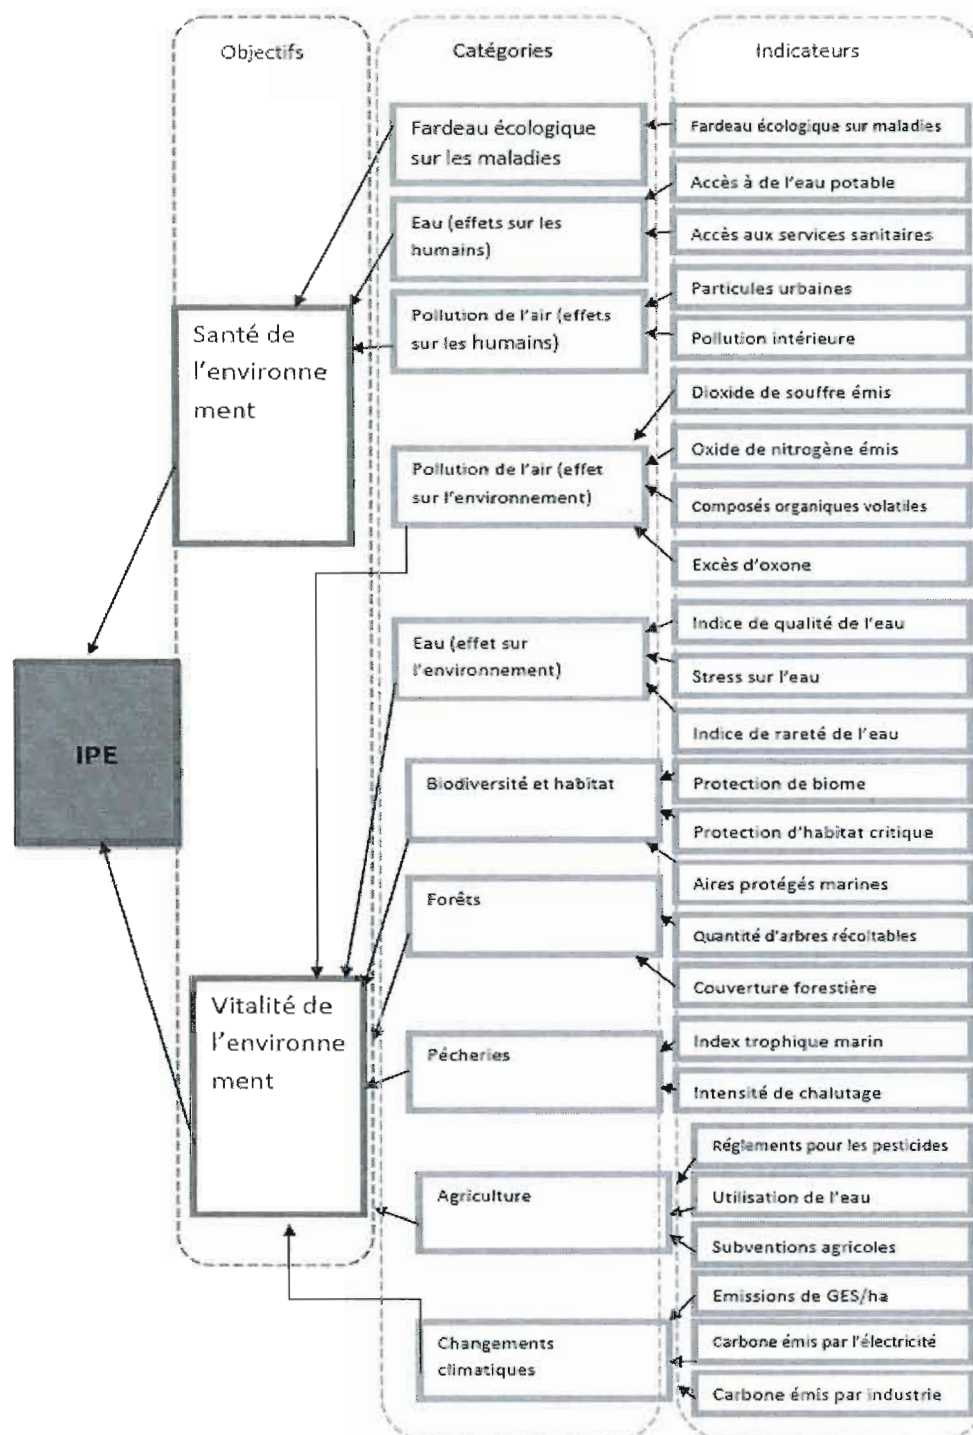 Objectifs
Catégories
Indicateurs
Fardeau écologique
sur les maladies
Fardeau écologique sur maladies
Eau (effets sur les
humains)
Accès à de l'eau potable
Accès aux services sanitaires
Pollution de l'air (effets
sur les humains)
Particules urbaines
Pollution intérieure
Santé de
l'environne
ment
Pollution de l'air (effet
sur l'environnement)
Dioxide de souffre émis
Oxide de nitrogène émis
Composés organiques volatiles
Excès d'oxone
Eau (effet sur
l'environnement)
Indice de qualité de l'eau
Stress sur l'eau
Indice de rareté de l'eau
IPE
Biodiversité et habitat
Protection de biome
Protection d'habitat critique
Aires protégés marines
Forêts
Quantité d'arbres récoltables
Couverture forestière
Vitalité de
l'environne
ment
Pécheries
Index trophique marin
Intensité de chalutage
Agriculture
Réglements pour les pesticides
Utilisation de l'eau
Subventions agricoles
Changements
climatiques
Emissions de GES/ha
Carbone émis par l'électricité
Carbone émis par industrie